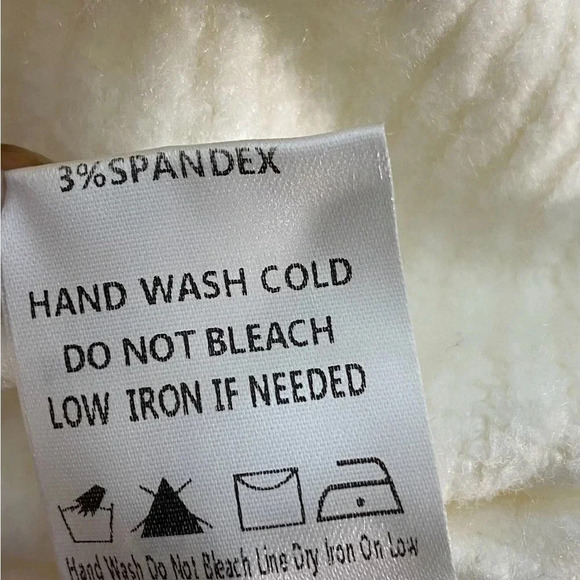 3%SPANDEX
HAND WASH COLD
DO NOT BLEACH
LOW IRON IF NEEDED
Hand Wash Do Not Bleach Line Dry Iron On Low